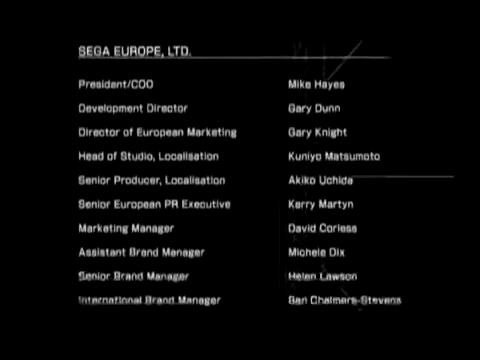 SEGA EUROPE, LTD.
President/COO Mike Hayes
Development Director Gary Dunn
Director of European Marketing Gary Knight
Head of Studio, Localisation Kuniyo Matsumoto
Senior Producer, Localisation Akiko Uchida
Senior European PR Executive Kerry Martyn
Marketing Manager David Corless
Assistant Brand Manager Michele Dix
Senior Brand Manager Helen Lawson
International Brand Manager Chalmers-Stevens